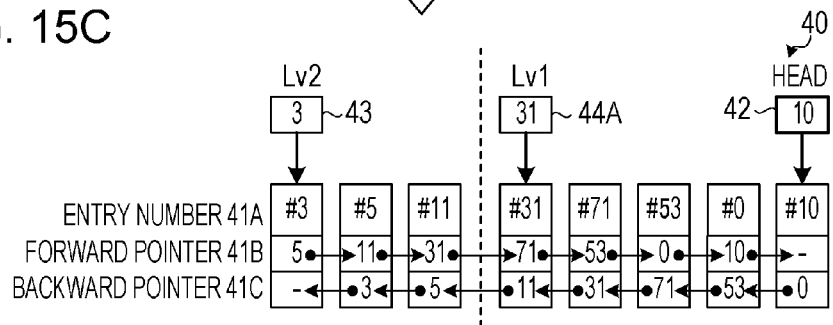 . 15C
40
Lv2 Lv1 HEAD
3 43 31 44A 42 10
ENTRY NUMBER 41A #3 #5 #11 #31 #71 #53 #0 #10
FORWARD POINTER 41B 5 11 31 71 53 0 10 -
BACKWARD POINTER 41C - 3 5 11 31 71 53 0